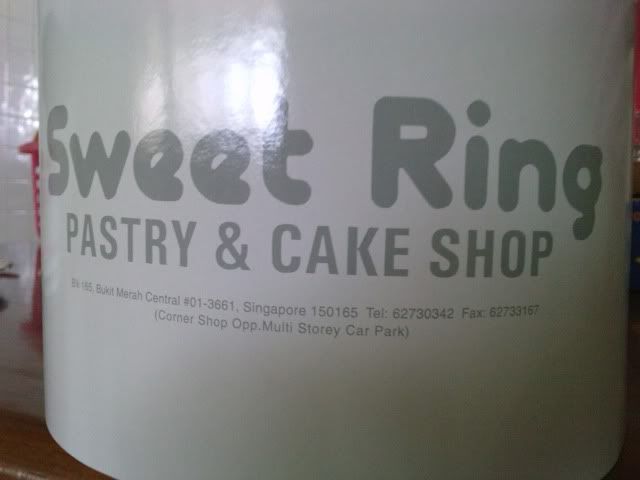 Sweet Ring
PASTRY & CAKE SHOP
Blk 165, Bukit Merah Central #01-3661, Singapore 150165 Tel: 62730342 Fax: 62733167
(Corner Shop Opp.Multi Storey Car Park)